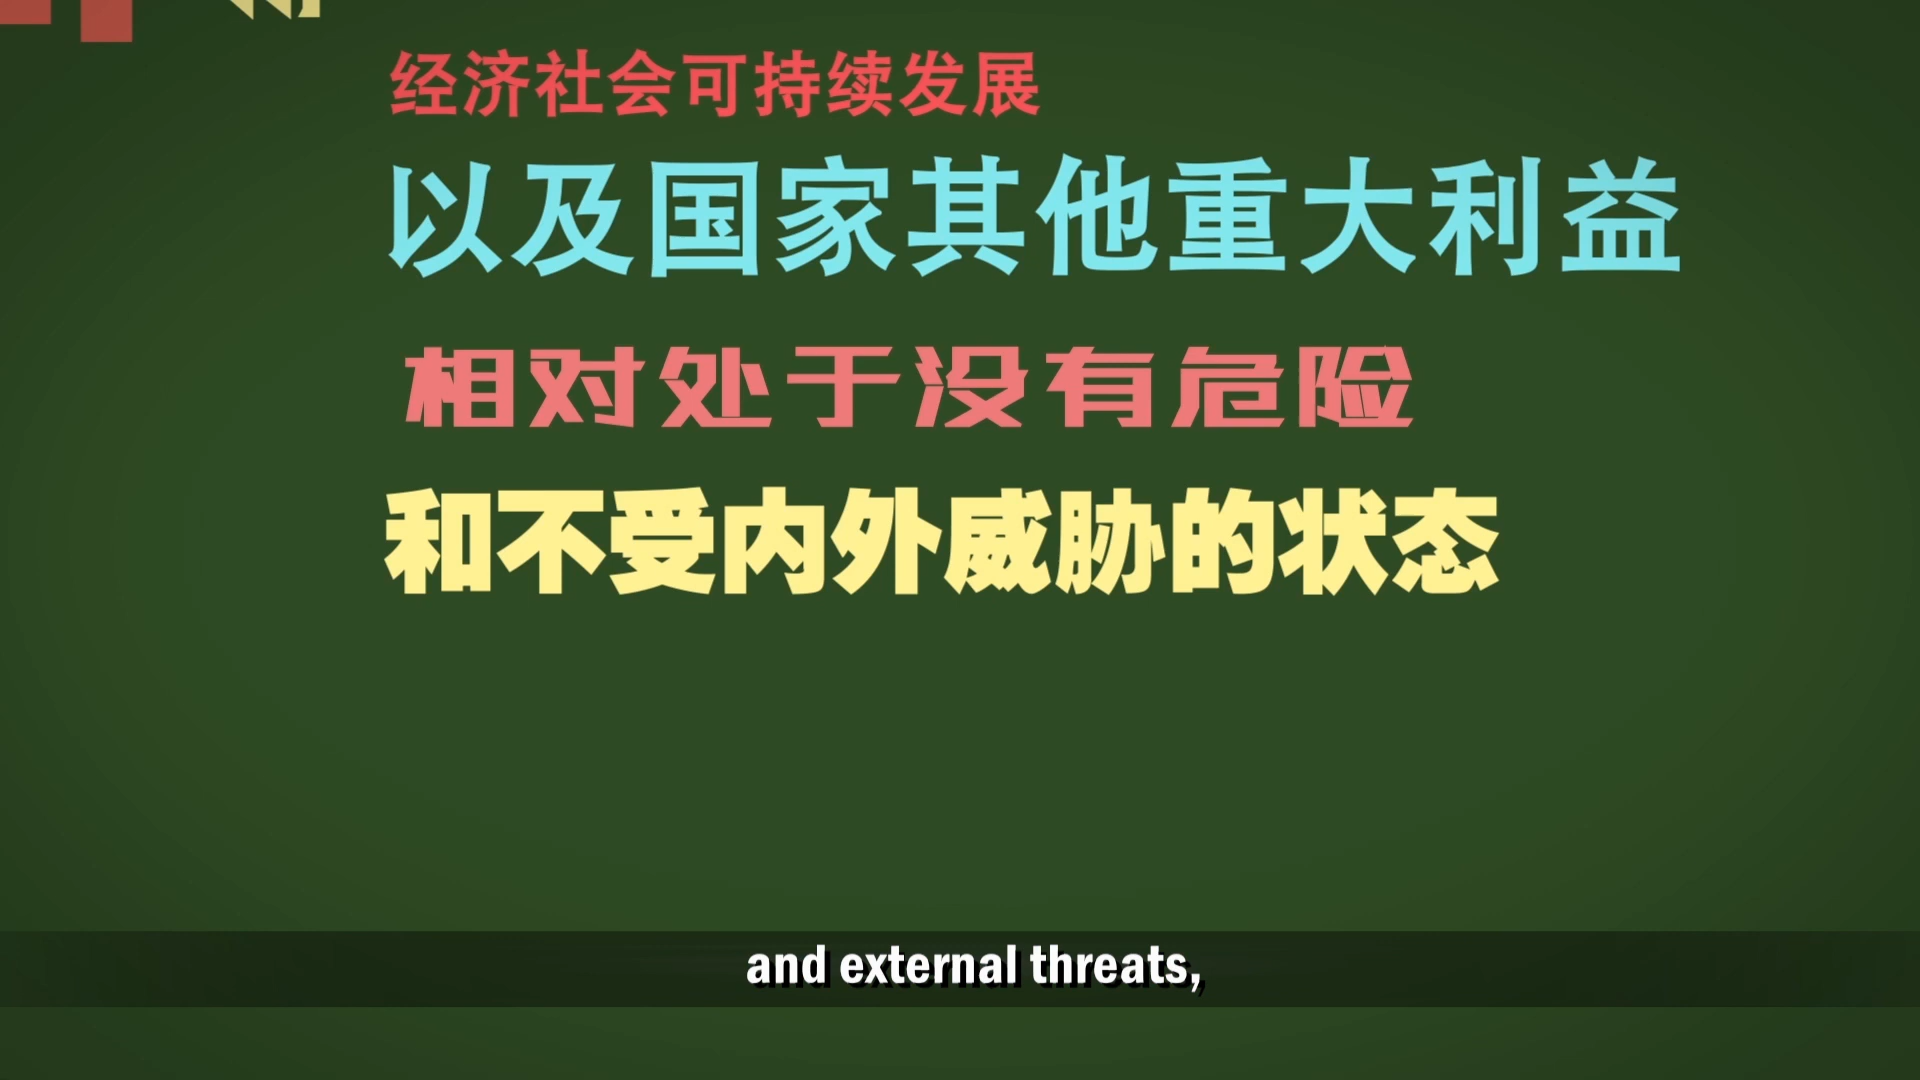 经济社会可持续发展
以及国家其他重大利益
相对处于没有危险
和不受内外威胁的状态
and external threats,